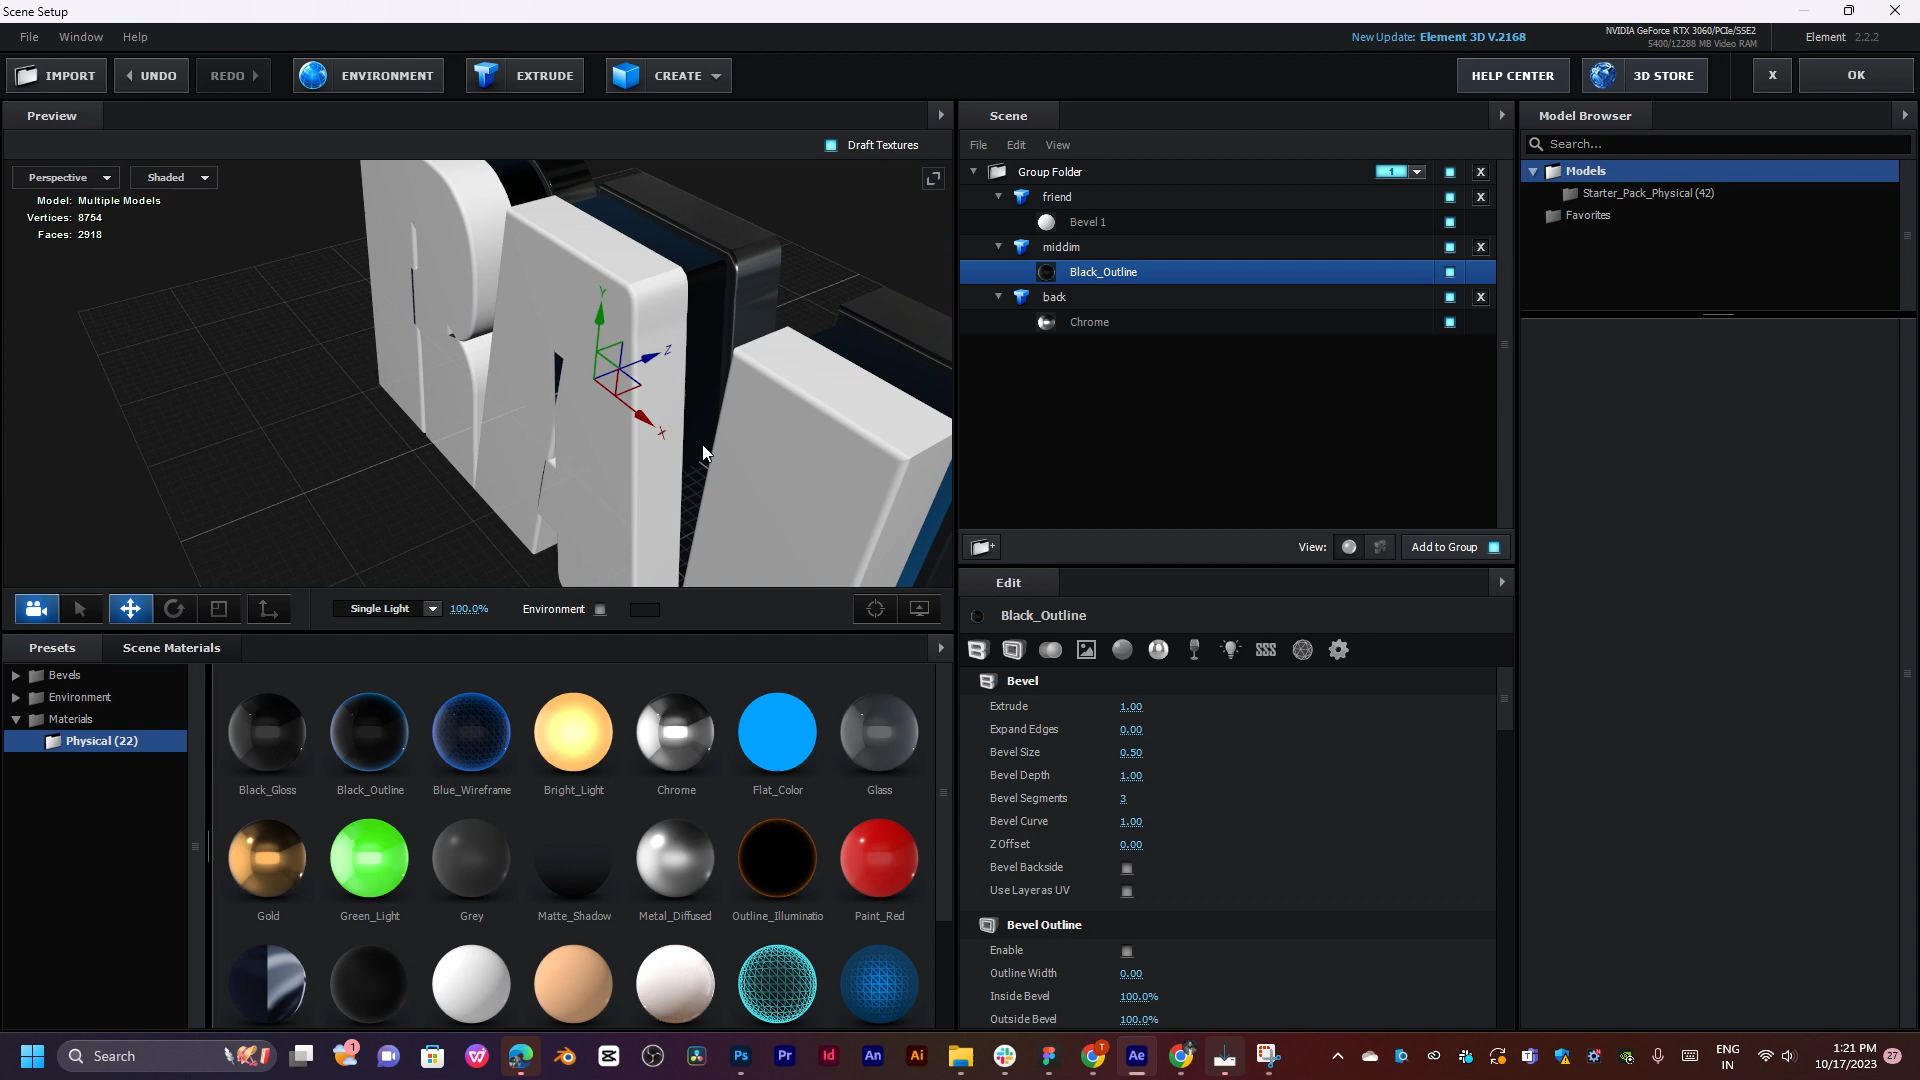 Scene Setup
File Window Help
New Update: Element 3D V.2168
NVIDIA GeForce RTX 3060/PCIe/SSE2
5400/12288 MB Video RAM
Element 2.2.2
IMPORT UNDO REDO ENVIRONMENT EXTRUDE CREATE HELP CENTER 3D STORE X OK
Preview
Draft Textures
Perspective Shaded
Model: Multiple Models
Vertices: 8754
Faces: 2918
Y
Z
X
Single Light 100.0% Environment
Scene
File Edit View
Group Folder 1 X
friend X
Bevel 1
middim X
Black_Outline
back X
Chrome
View: Add to Group
Model Browser
Search...
Models
Starter_Pack_Physical (42)
Favorites
Presets Scene Materials
Bevels
Environment
Materials
Physical (22)
Black_Gloss Black_Outline Blue_Wireframe Bright_Light Chrome Flat_Color Glass
Gold Green_Light Grey Matte_Shadow Metal_Diffused Outline_Illuminatio Paint_Red
Edit
Black_Outline
Bevel
Extrude 1.00
Expand Edges 0.00
Bevel Size 0.50
Bevel Depth 1.00
Bevel Segments 3
Bevel Curve 1.00
Z Offset 0.00
Bevel Backside
Use Layer as UV
Bevel Outline
Enable
Outline Width 0.00
Inside Bevel 100.0%
Outside Bevel 100.0%
Search
1
Ps Pr Id An Ai Ae
ENG
IN
1:21 PM
10/17/2023
27